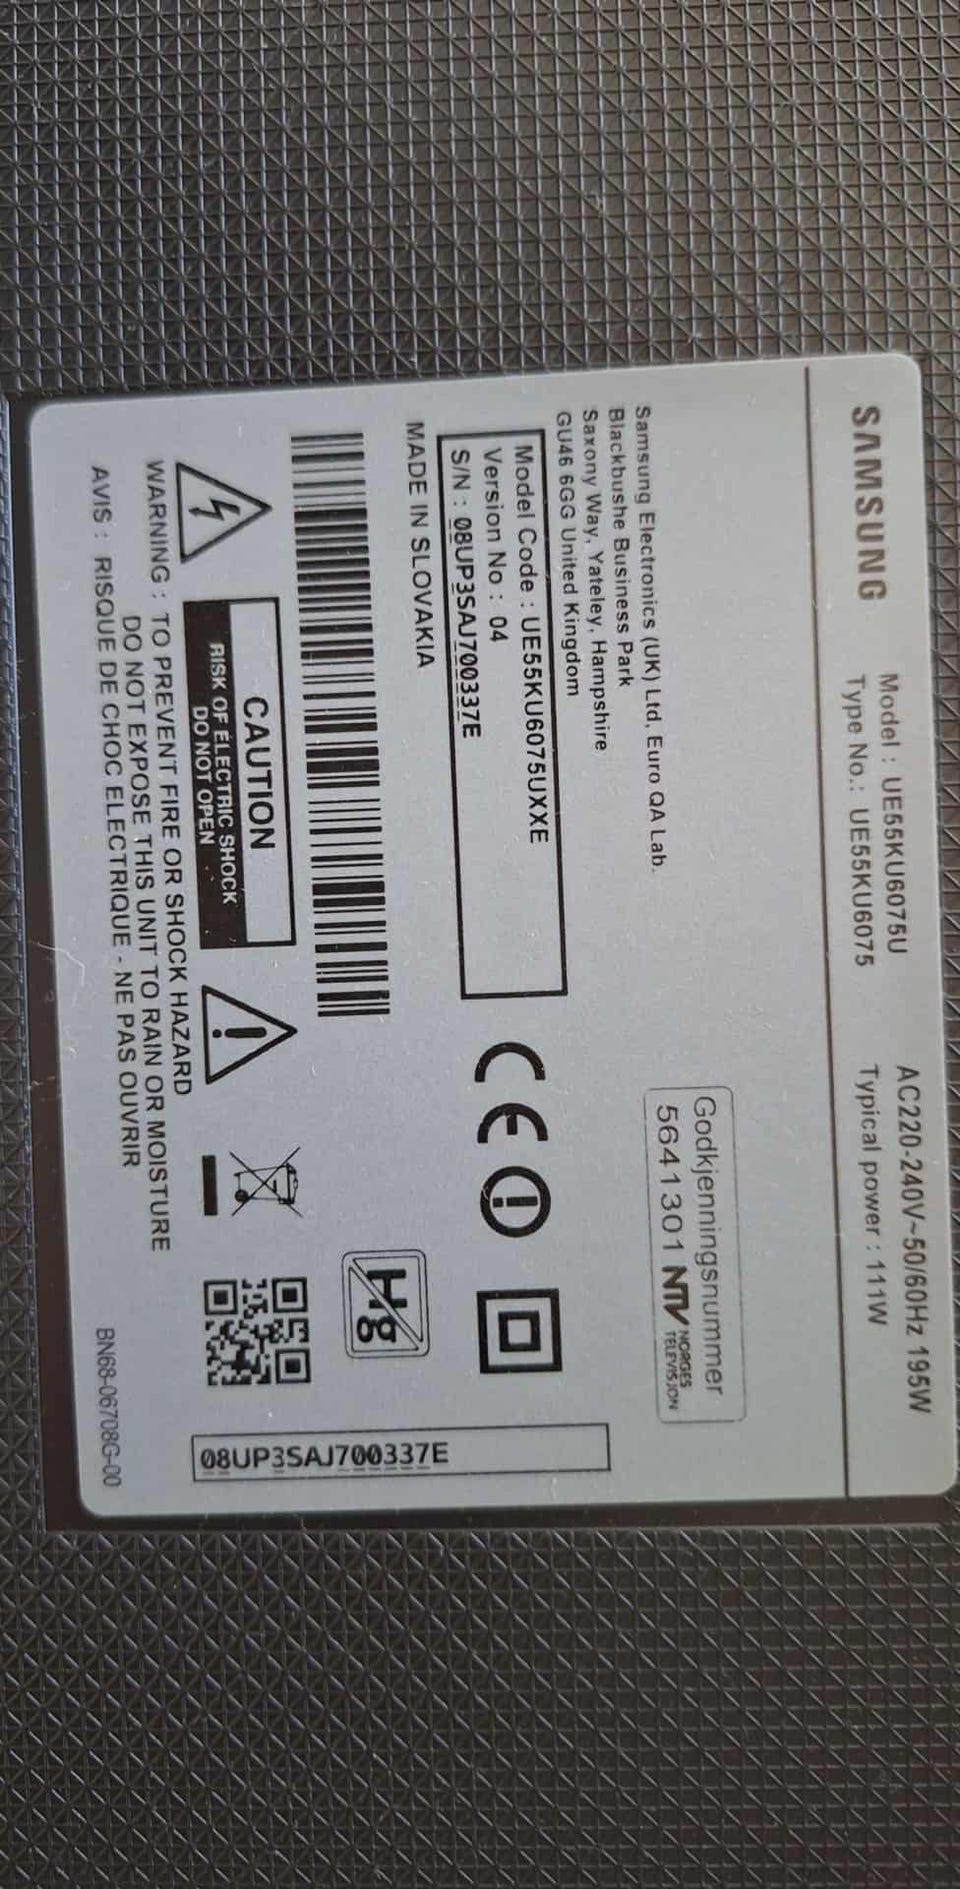 SAMSUNG
Model : UE55KU6075U
Type No.: UE55KU6075
AC220-240V~50/60Hz 195W
Typical power : 111W
Samsung Electronics (UK) Ltd, Euro QA Lab.
Blackbushe Business Park
Saxony Way, Yateley, Hampshire
GU46 6GG United Kingdom
Godkjenningsnummer
5641301 NTV NORGES
TELEVISJON
Model Code : UE55KU6075UXXE
Version No : 04
S/N : 08UP3SAJ700337E
CE
MADE IN SLOVAKIA
Hg
CAUTION
RISK OF ELECTRIC SHOCK
DO NOT OPEN
08UP3SAJ700337E
WARNING : TO PREVENT FIRE OR SHOCK HAZARD
DO NOT EXPOSE THIS UNIT TO RAIN OR MOISTURE
AVIS : RISQUE DE CHOC ELECTRIQUE - NE PAS OUVRIR
BN68-06708G-00